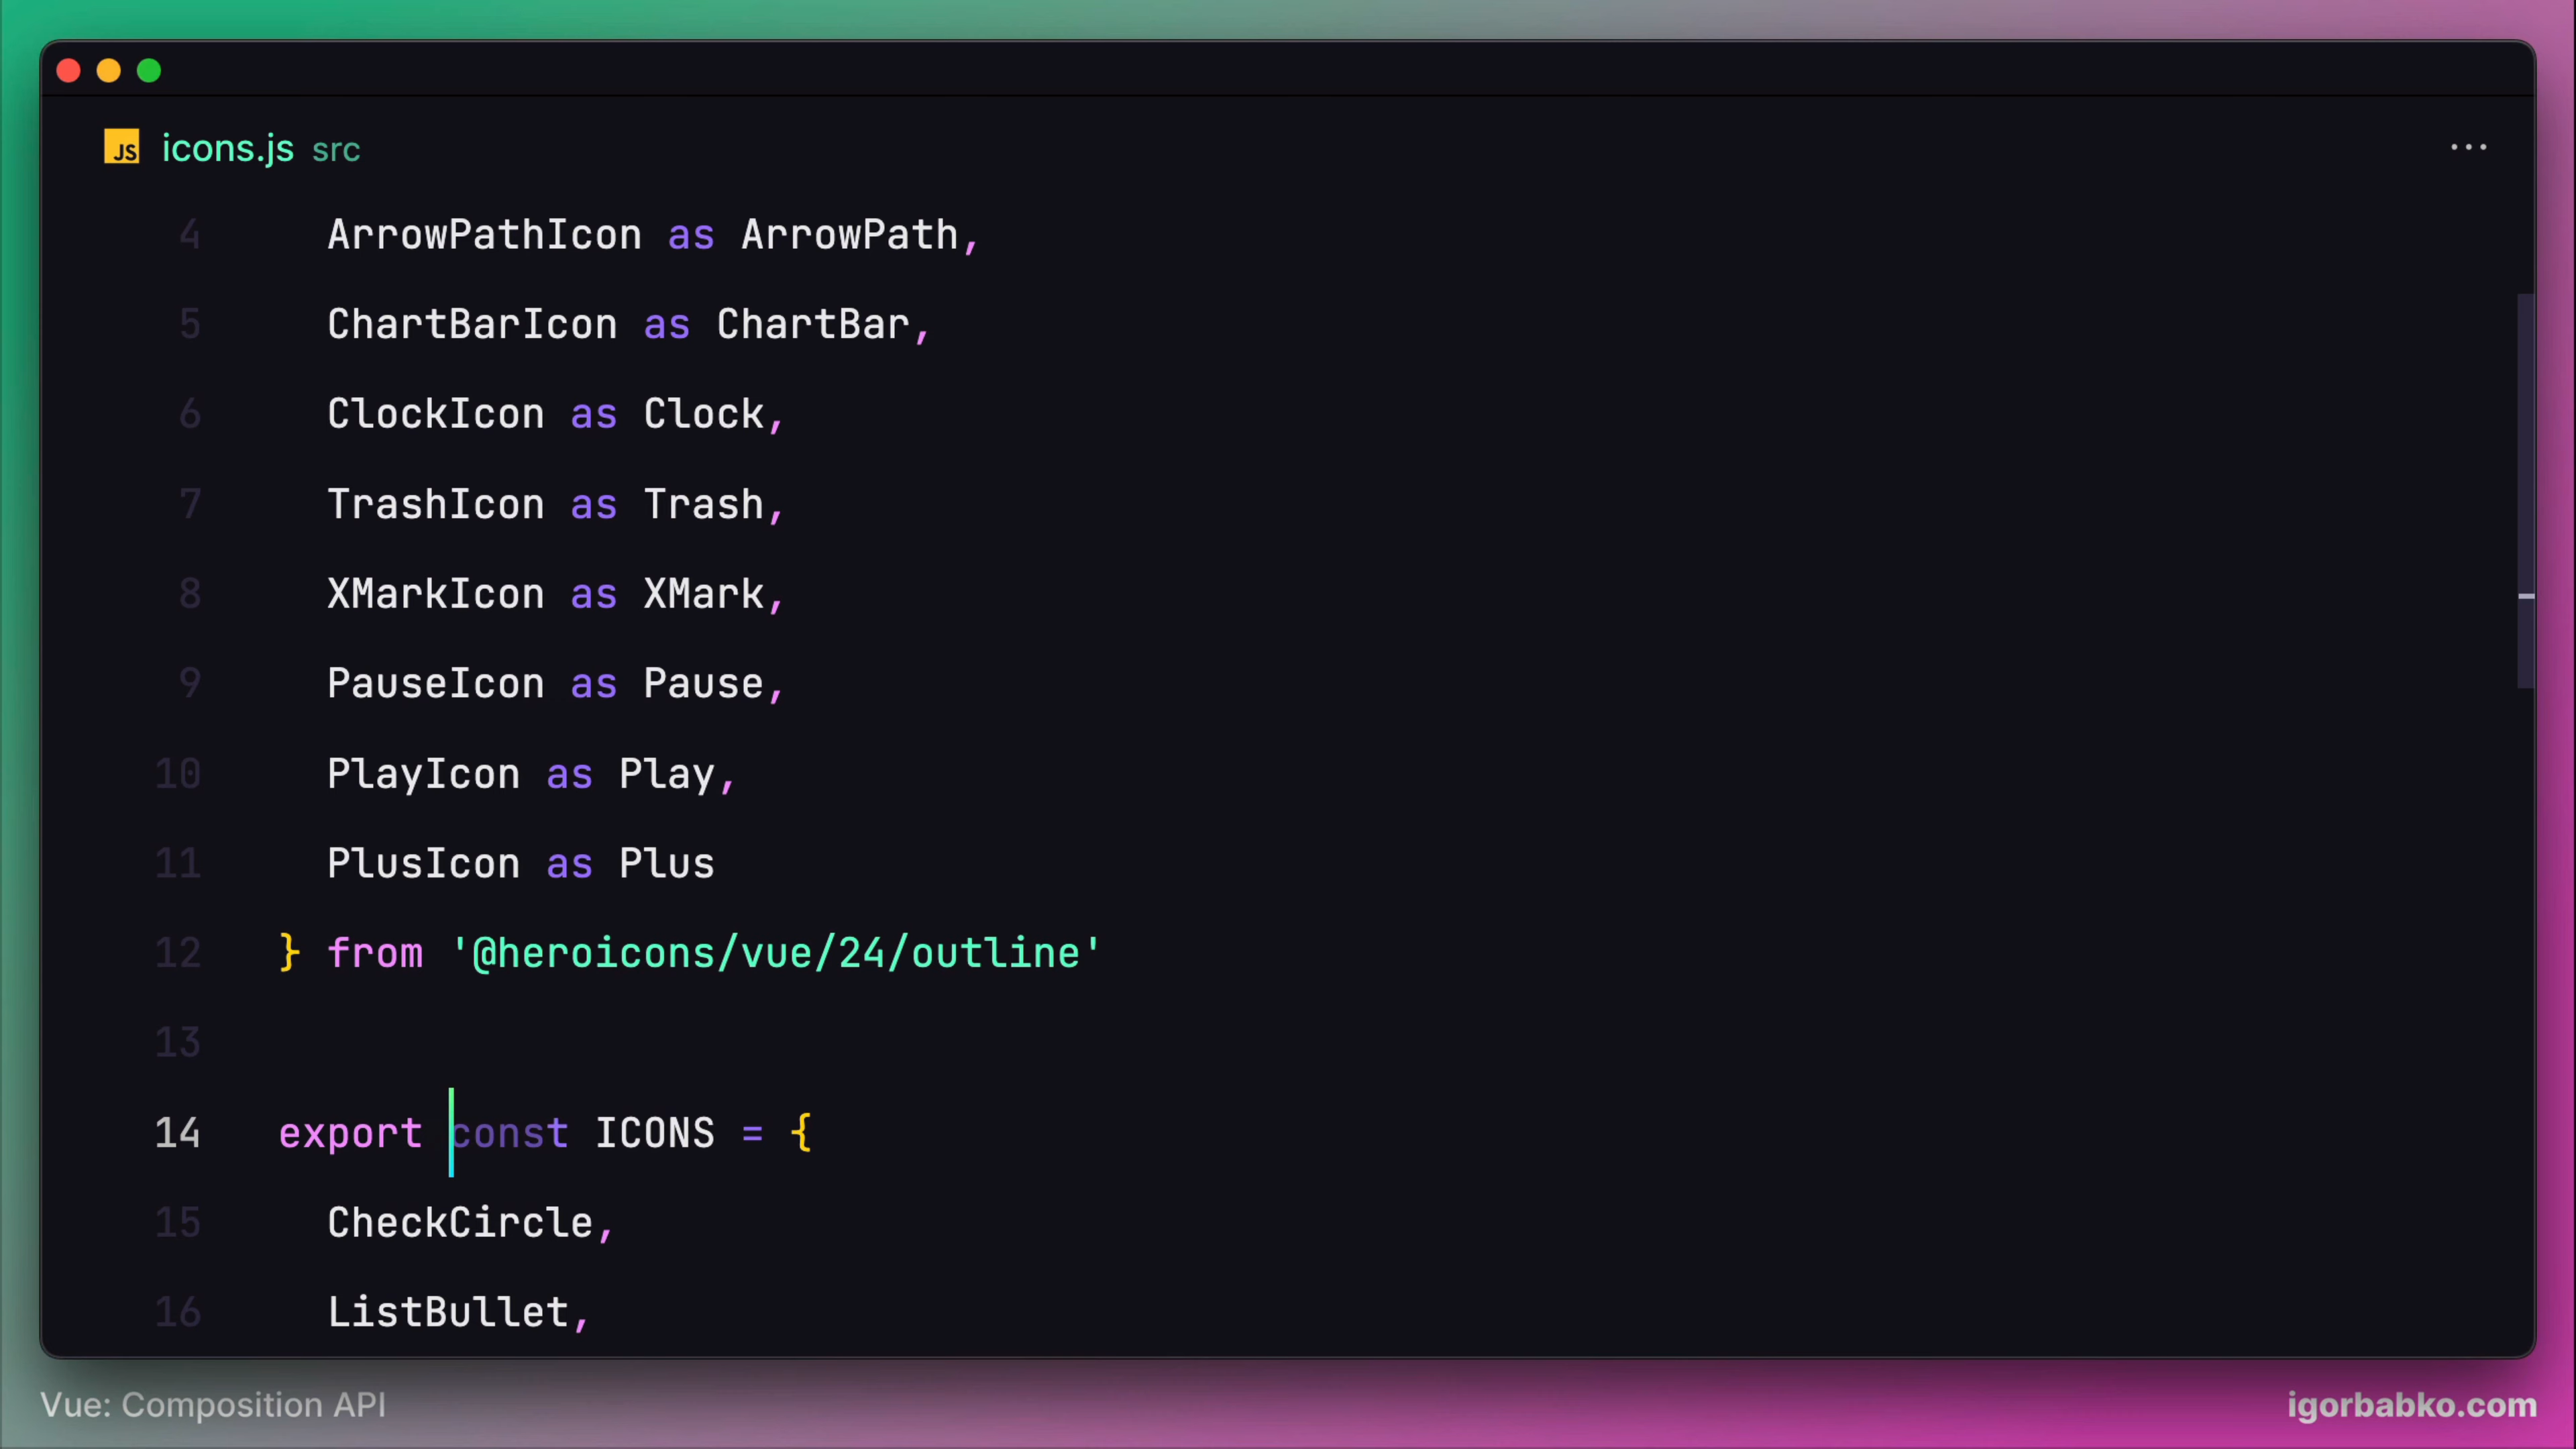 JS icons.js src ...
4 ArrowPathIcon as ArrowPath,
5 ChartBarIcon as ChartBar,
6 ClockIcon as Clock,
7 TrashIcon as Trash,
8 XMarkIcon as XMark,
9 PauseIcon as Pause,
10 PlayIcon as Play,
11 PlusIcon as Plus
12 } from '@heroicons/vue/24/outline'
13
14 export const ICONS = {
15 CheckCircle,
16 ListBullet,
Vue: Composition API
igorbabko.com